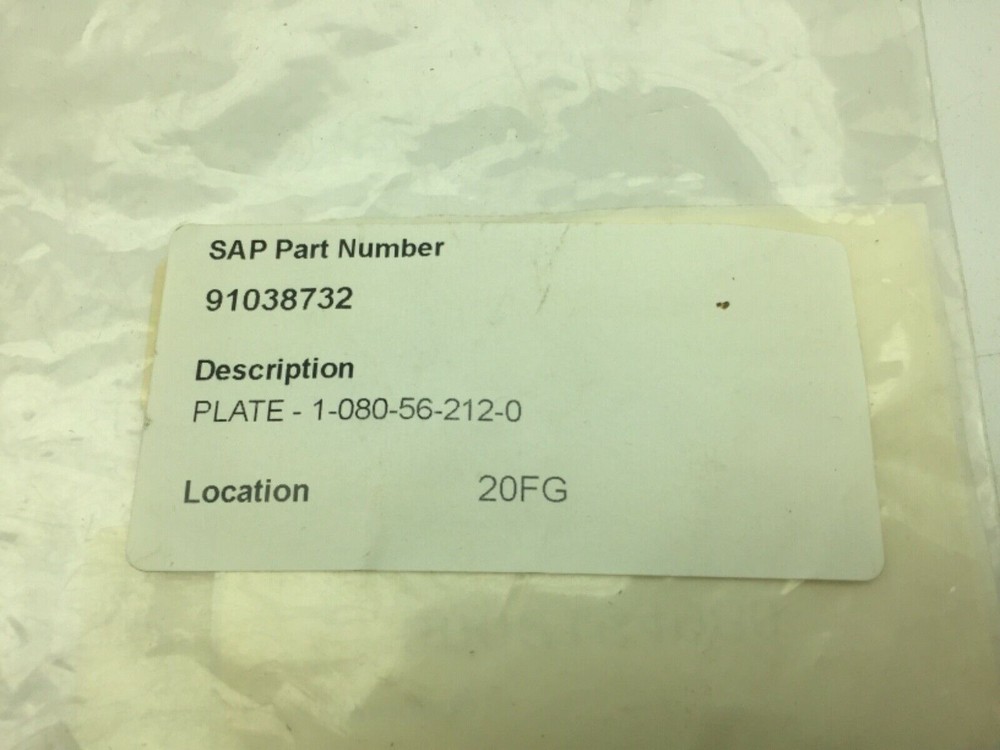 SAP Part Number
91038732
Description
PLATE - 1-080-56-212-0
Location 20FG